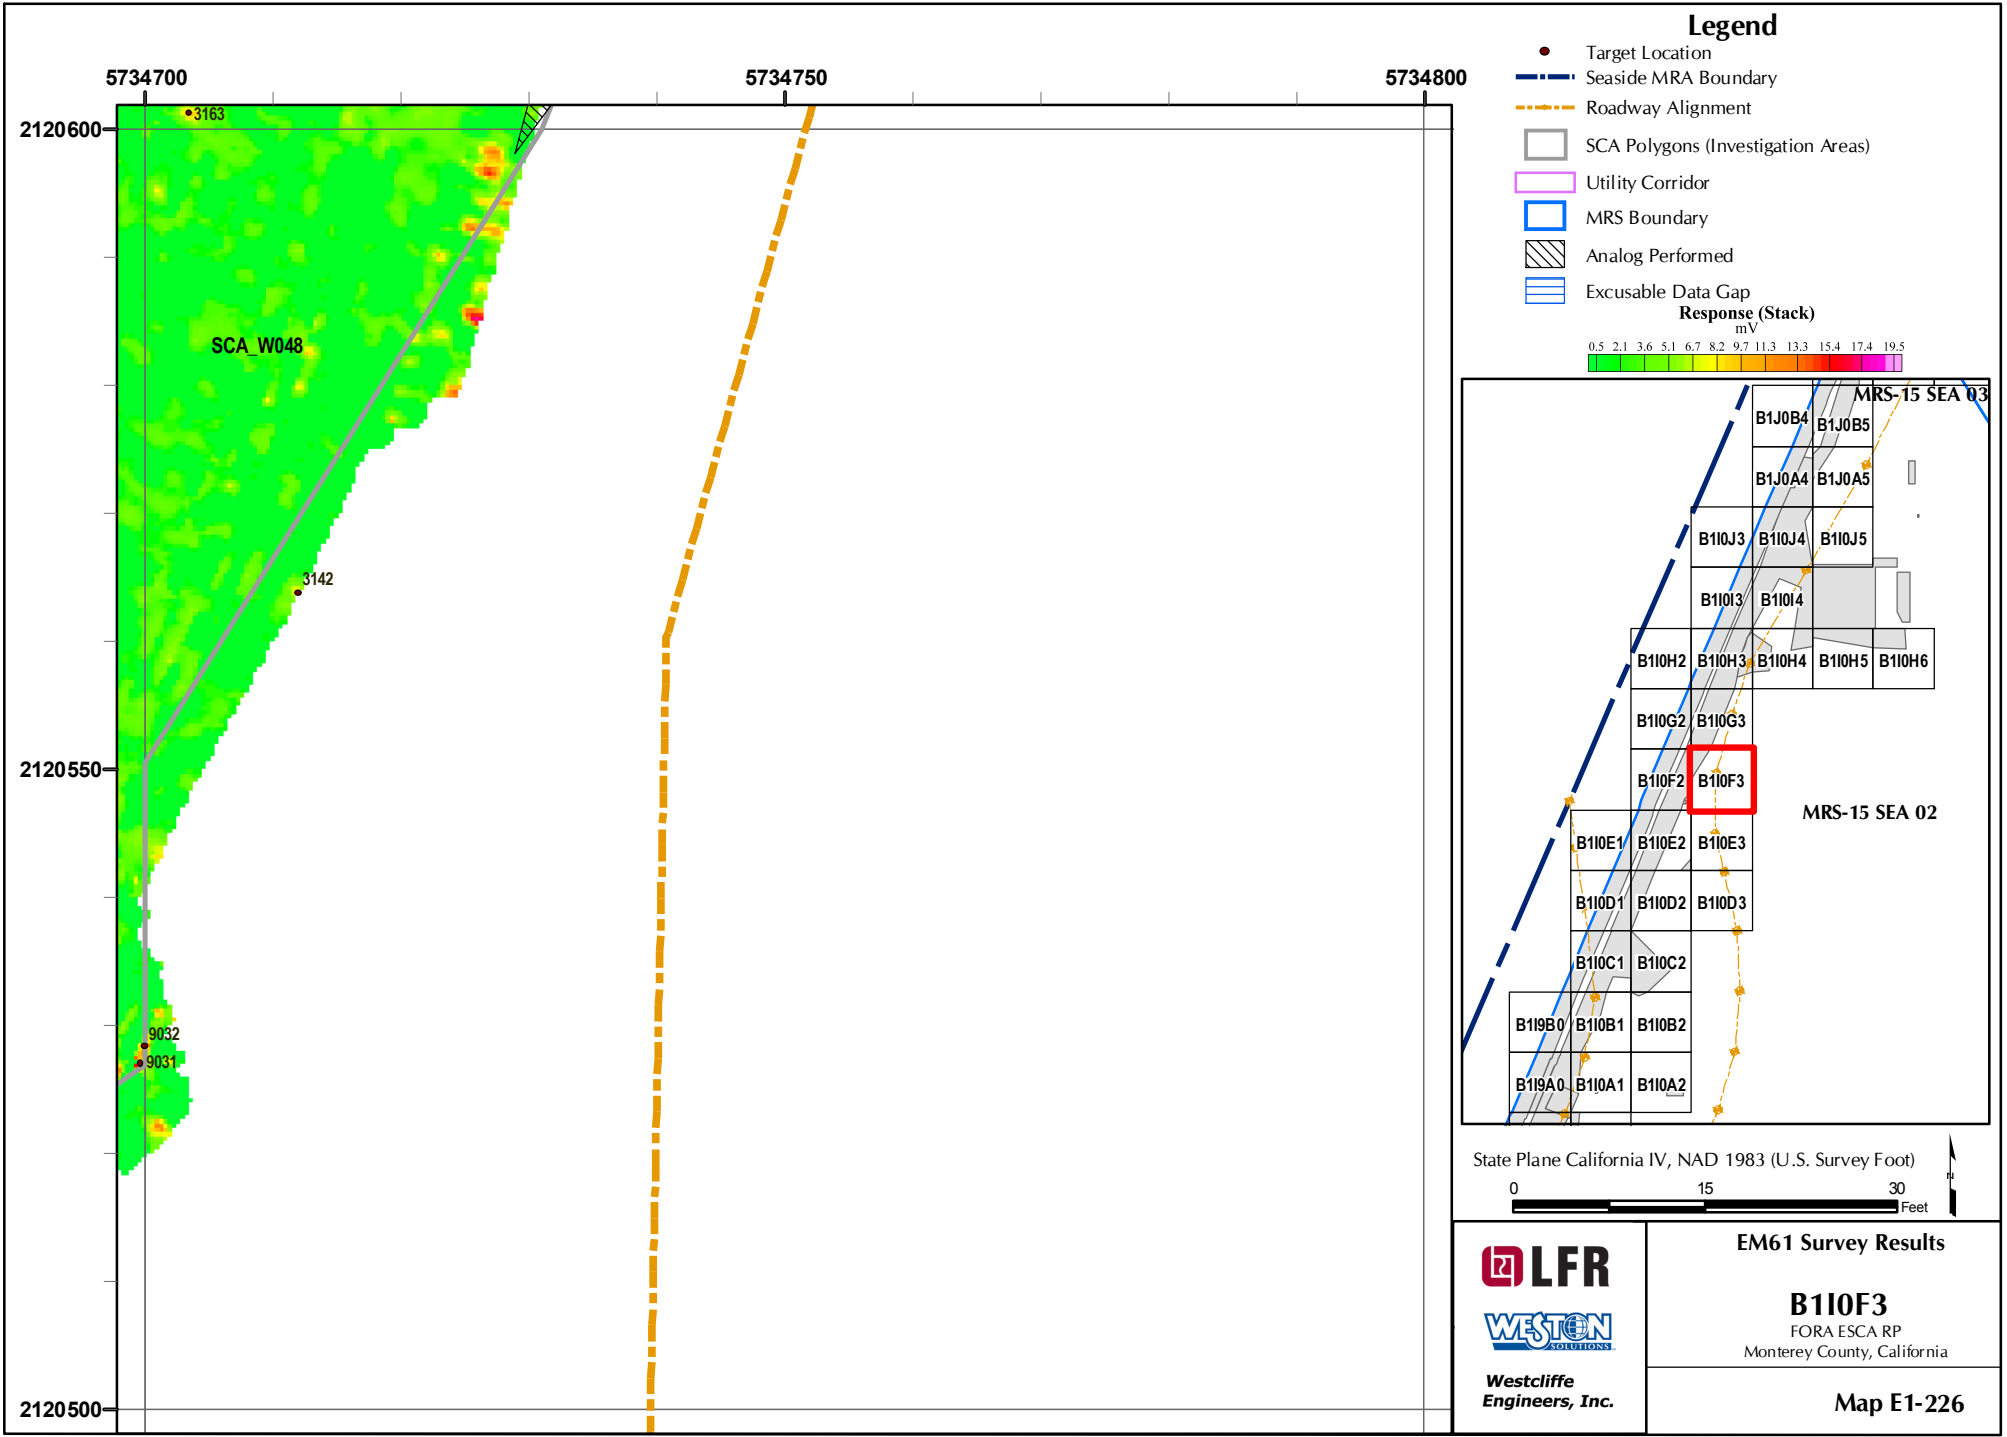 5734700
5734750
5734800
2120600
2120550
2120500
3163
SCA_W048
3142
9032
9031
Legend
Target Location
Seaside MRA Boundary
Roadway Alignment
SCA Polygons (Investigation Areas)
Utility Corridor
MRS Boundary
Analog Performed
Excusable Data Gap
Response (Stack)
mV
0.5 2.1 3.6 5.1 6.7 8.2 9.7 11.3 13.3 15.4 17.4 19.5
MRS-15 SEA 03
B1J0B4 B1J0B5
B1J0A4 B1J0A5
B1I0J3 B1I0J4 B1I0J5
B1I0I3 B1I0I4
B1I0H2 B1I0H3 B1I0H4 B1I0H5 B1I0H6
B1I0G2 B1I0G3
B1I0F2 B1I0F3
MRS-15 SEA 02
B1I0E1 B1I0E2 B1I0E3
B1I0D1 B1I0D2 B1I0D3
B1I0C1 B1I0C2
B1I9B0 B1I0B1 B1I0B2
B1I9A0 B1I0A1 B1I0A2
State Plane California IV, NAD 1983 (U.S. Survey Foot)
0 15 30
Feet
N
LFR
WESTON
SOLUTIONS
Westcliffe
Engineers, Inc.
EM61 Survey Results
B1I0F3
FORA ESCA RP
Monterey County, California
Map E1-226